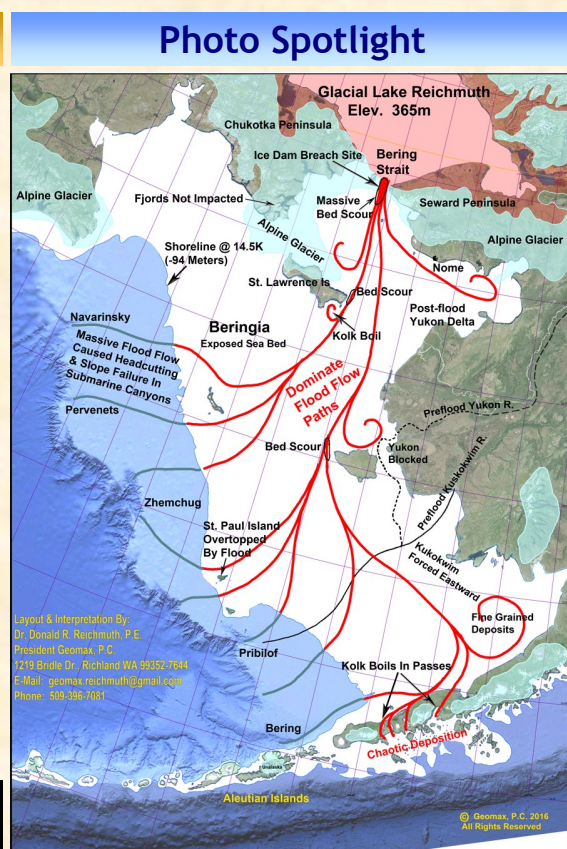 Photo Spotlight
Glacial Lake Reichmuth
Elev. 365m
Chukotka Peninsula
Ice Dam Breach Site
Bering
Strait
Alpine Glacier
Fjords Not Impacted
Massive
Bed Scour
Seward Peninsula
Alpine Glacier
Alpine Glacier
Shoreline @ 14.5K
(-94 Meters)
Nome
St. Lawrence Is
Bed Scour
Post-flood
Yukon Delta
Navarinsky
Beringia
Exposed Sea Bed
Kolk Boil
Massive Flood Flow
Caused Headcutting
& Slope Failure In
Submarine Canyons
Dominate
Flood Flow
Paths
Pervenets
Preflood Yukon R.
Bed Scour
Yukon
Blocked
Preflood Kuskokwim R.
Zhemchug
St. Paul Island
Overtopped
By Flood
Kukokwim
Forced Eastward
Fine Grained
Deposits
Layout & Interpretation By:
Dr. Donald R. Reichmuth, P.E.
President Geomax, P.C.
1219 Bridle Dr., Richland WA 99352-7644
E-Mail: geomax.reichmuth@gmail.com
Phone: 509-396-7081
Pribilof
Kolk Boils In Passes
Bering
Chaotic Deposition
Unalaska
Aleutian Islands
© Geomax, P.C. 2016
All Rights Reserved